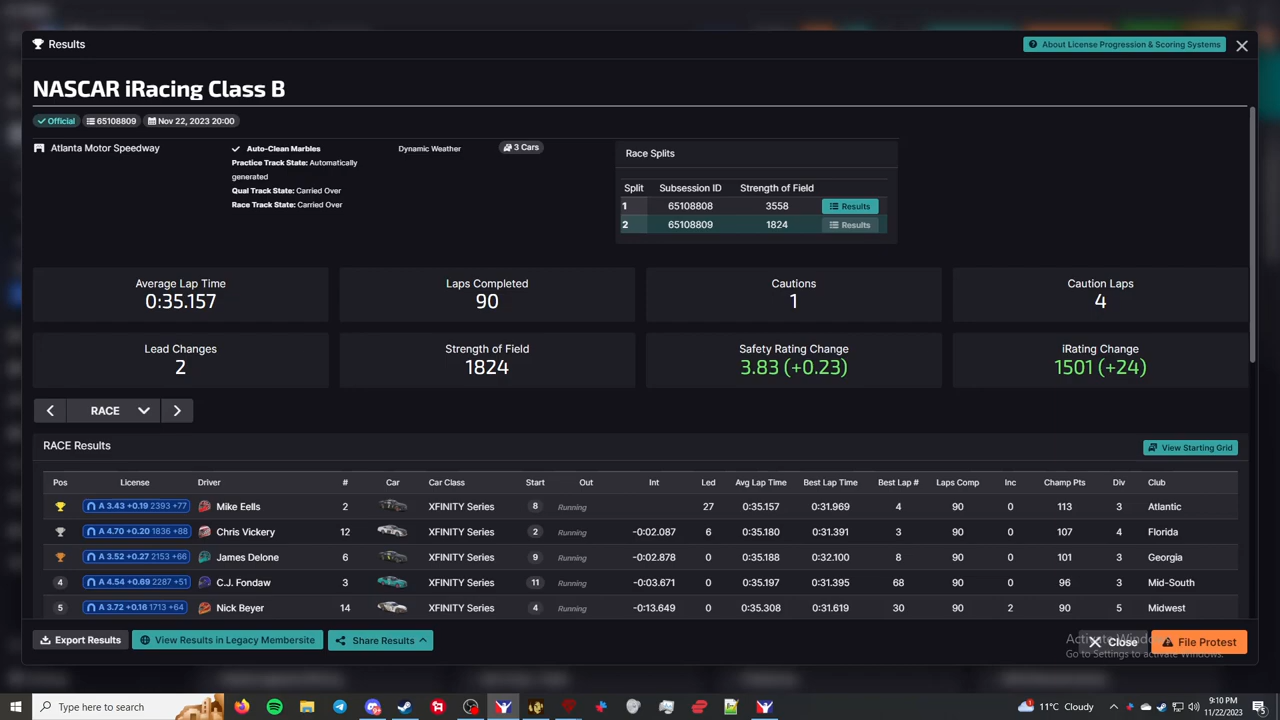 Results
About License Progression & Scoring Systems
NASCAR iRacing Class B
Official 65108809 Nov 22, 2023 20:00
Atlanta Motor Speedway
Auto-Clean Marbles
Practice Track State: Automatically
generated
Qual Track State: Carried Over
Race Track State: Carried Over
Dynamic Weather
3 Cars
Race Splits
Split Subsession ID Strength of Field
1 65108808 3558 Results
2 65108809 1824 Results
Average Lap Time Laps Completed Cautions Caution Laps
0:35.157 90 1 4
Lead Changes Strength of Field Safety Rating Change iRating Change
2 1824 3.83 (+0.23) 1501 (+24)
RACE
RACE Results View Starting Grid
Pos License Driver # Car Car Class Start Out Int Led Avg Lap Time Best Lap Time Best Lap # Laps Comp Inc Champ Pts Div Club
A 3.43 +0.19 2393 +77 Mike Eells 2 XFINITY Series 8 Running 27 0:35.157 0:31.969 4 90 0 113 3 Atlantic
A 4.70 +0.20 1836 +88 Chris Vickery 12 XFINITY Series 2 Running -0:02.087 6 0:35.180 0:31.391 3 90 0 107 4 Florida
A 3.52 +0.27 2153 +66 James Delone 6 XFINITY Series 9 Running -0:02.878 0 0:35.188 0:32.100 8 90 0 101 3 Georgia
4 A 4.54 +0.69 2287 +51 C.J. Fondaw 3 XFINITY Series 11 Running -0:03.671 0 0:35.197 0:31.395 68 90 0 96 3 Mid-South
5 A 3.72 +0.16 1713 +64 Nick Beyer 14 XFINITY Series 4 Running -0:13.649 0 0:35.308 0:31.619 30 90 2 90 5 Midwest
Export Results View Results in Legacy Membersite Share Results Close File Protest
Activate Windows
Go to Settings to activate Windows.
Type here to search
11°C Cloudy
9:10 PM
11/22/2023